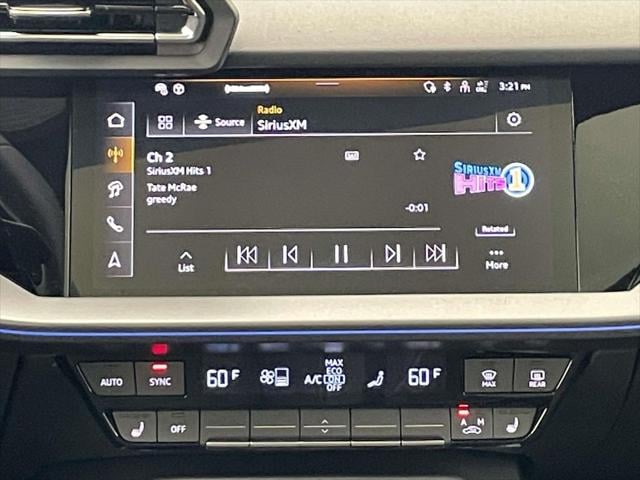 3:21 PM
Source
Radio
SiriusXM
Ch 2
SiriusXM Hits 1
Tate McRae
greedy
SIRIUSXM
HITS 1
-0:01
Related
List
More
AUTO
SYNC
60 F
A/C
MAX
ECO
ON
OFF
60 F
MAX
REAR
OFF
A M